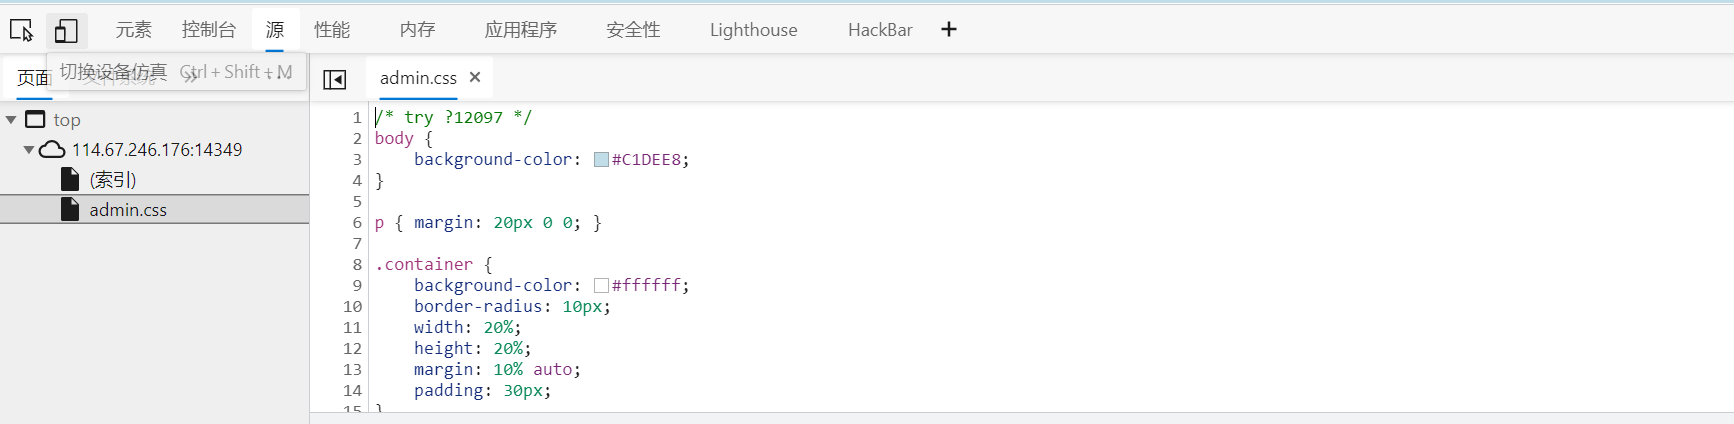 元素 控制台 源 性能 内存 应用程序 安全性 Lighthouse HackBar +
页面 切换设备仿真 Ctrl + Shift + M
admin.css ×
top
114.67.246.176:14349
(索引)
admin.css
1 /* try ?12097 */
2 body {
3 background-color: #C1DEE8;
4 }
5
6 p { margin: 20px 0 0; }
7
8 .container {
9 background-color: #ffffff;
10 border-radius: 10px;
11 width: 20%;
12 height: 20%;
13 margin: 10% auto;
14 padding: 30px;
15 }